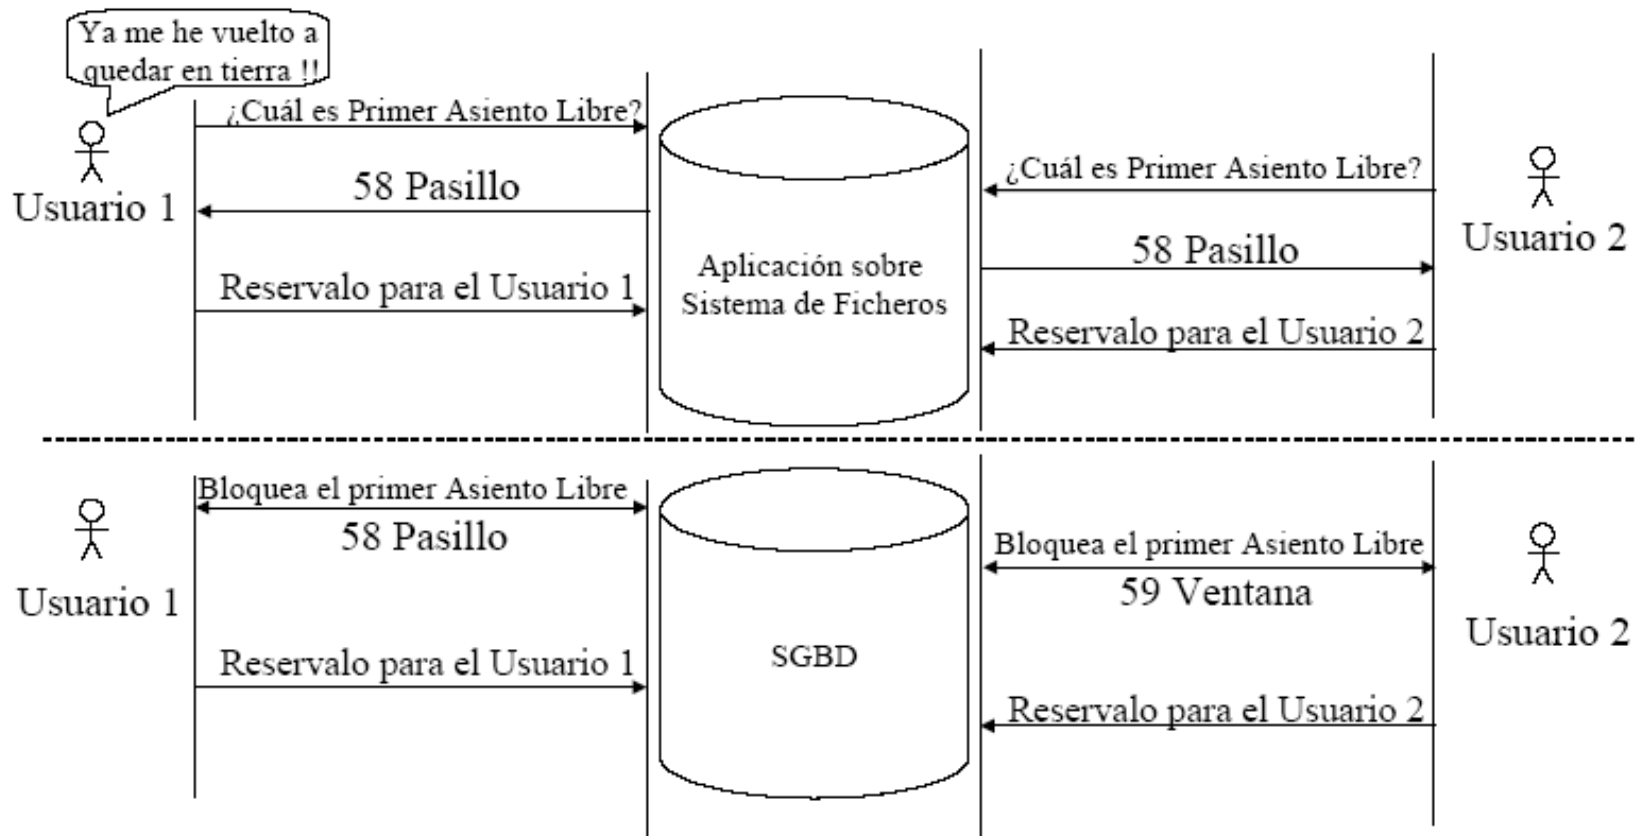 Ya me he vuelto a
quedar en tierra !!
¿Cuál es Primer Asiento Libre?
¿Cuál es Primer Asiento Libre?
58 Pasillo
Usuario 1
Usuario 2
58 Pasillo
Aplicación sobre
Sistema de Ficheros
Reservalo para el Usuario 1
Reservalo para el Usuario 2
Bloquea el primer Asiento Libre
58 Pasillo
Bloquea el primer Asiento Libre
59 Ventana
Usuario 1
Usuario 2
SGBD
Reservalo para el Usuario 1
Reservalo para el Usuario 2